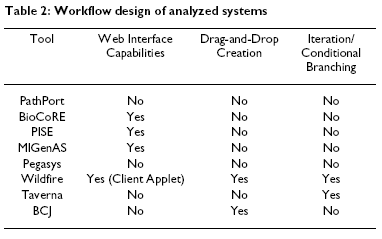 Table 2: Workflow design of analyzed systems
Tool Web Interface Capabilities Drag-and-Drop Creation Iteration/ Conditional Branching
PathPort No No No
BioCoRE Yes No No
PISE Yes No No
MIGenAS Yes No No
Pegasys No No No
Wildfire Yes (Client Applet) Yes Yes
Taverna No No Yes
BCJ No Yes No